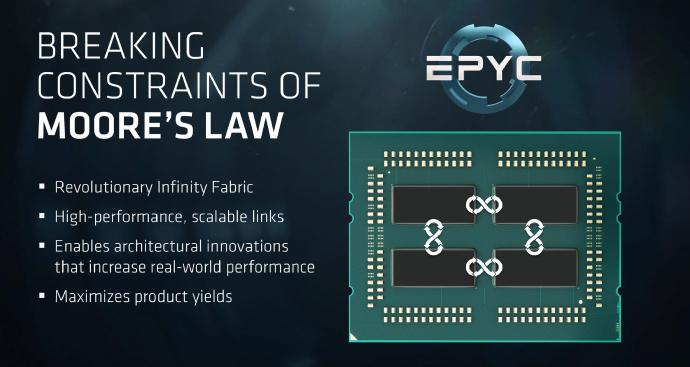 BREAKING
CONSTRAINTS OF
MOORE'S LAW
EPYC
▪ Revolutionary Infinity Fabric
▪ High-performance, scalable links
▪ Enables architectural innovations
that increase real-world performance
▪ Maximizes product yields